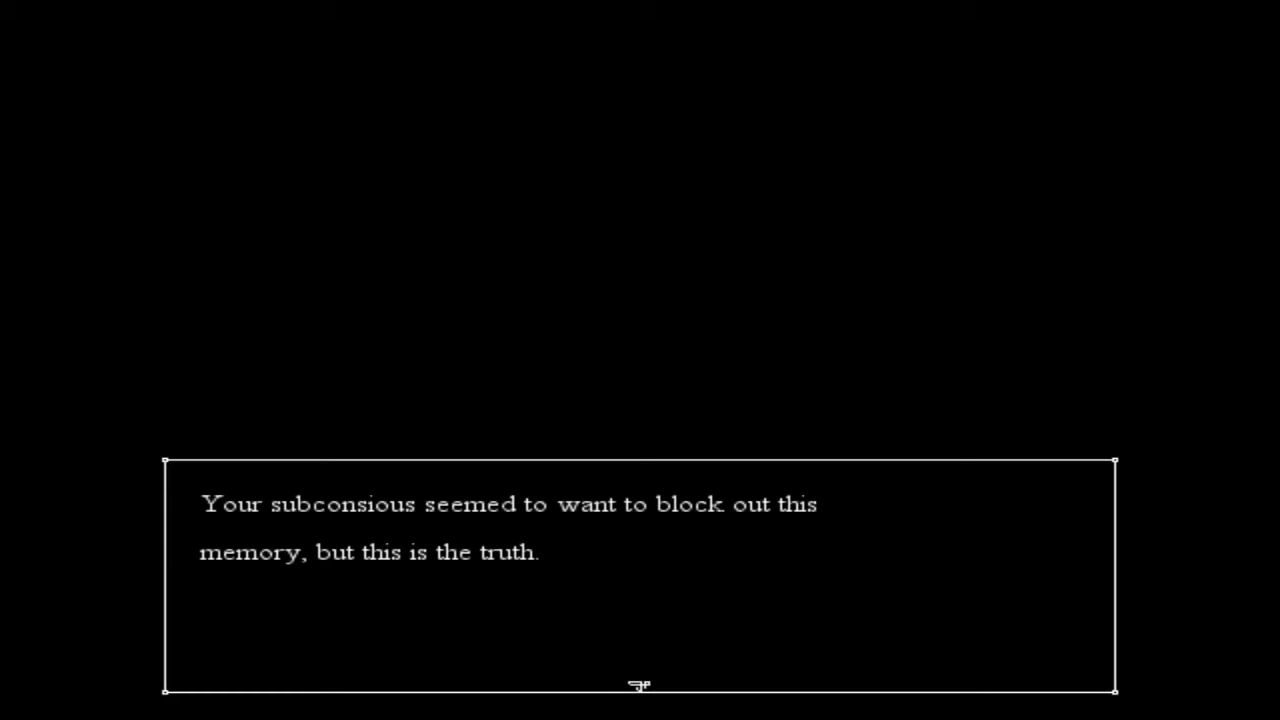 Your subconsious seemed to want to block out this
memory, but this is the truth.